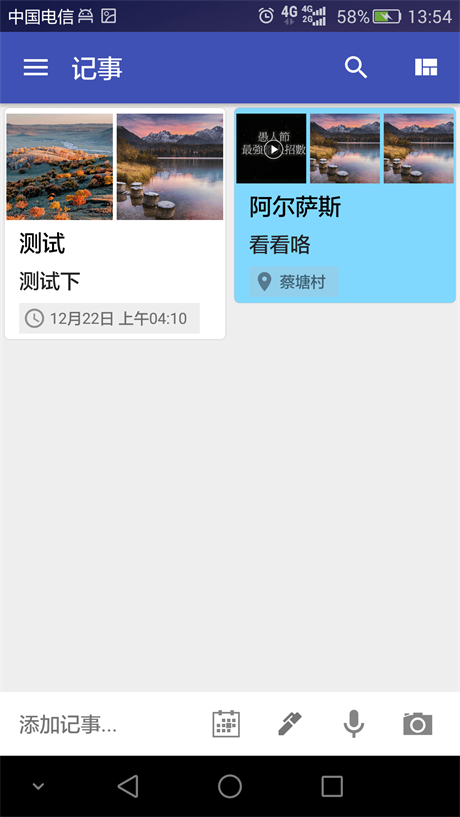 中国电信
4G
4G
2G
58%
13:54
记事
测试
测试下
12月22日 上午04:10
愚人節
最強
招數
阿尔萨斯
看看咯
蔡塘村
添加记事...